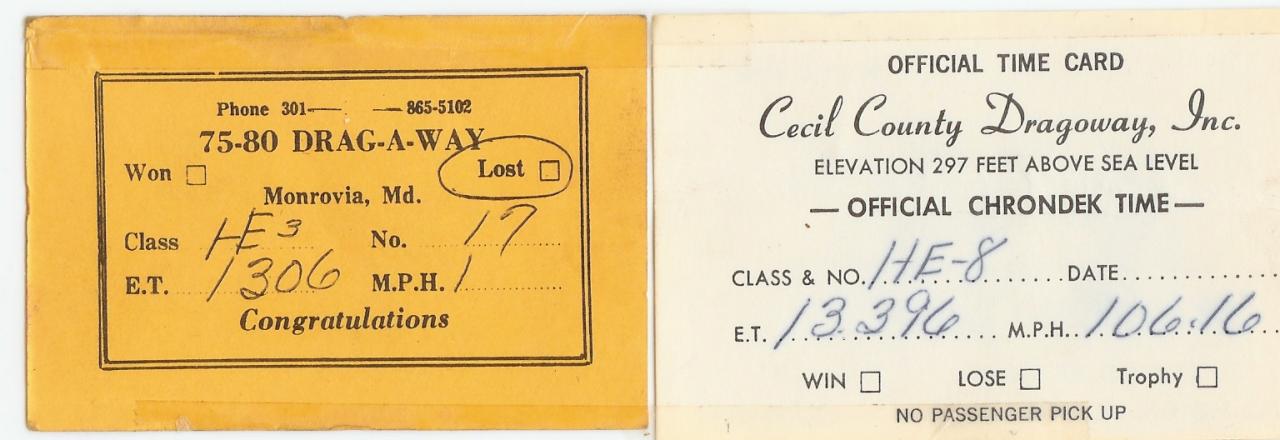 Phone 301— —865-5102
75-80 DRAG-A-WAY
Won Lost
Monrovia, Md.
Class HE3 No. 17
E.T. 1306 M.P.H. 1
Congratulations
OFFICIAL TIME CARD
Cecil County Dragoway, Inc.
ELEVATION 297 FEET ABOVE SEA LEVEL
— OFFICIAL CHRONDEK TIME —
CLASS & NO. 1HE-8 DATE
E.T. 13.396 M.P.H. 106.16
WIN LOSE Trophy
NO PASSENGER PICK UP